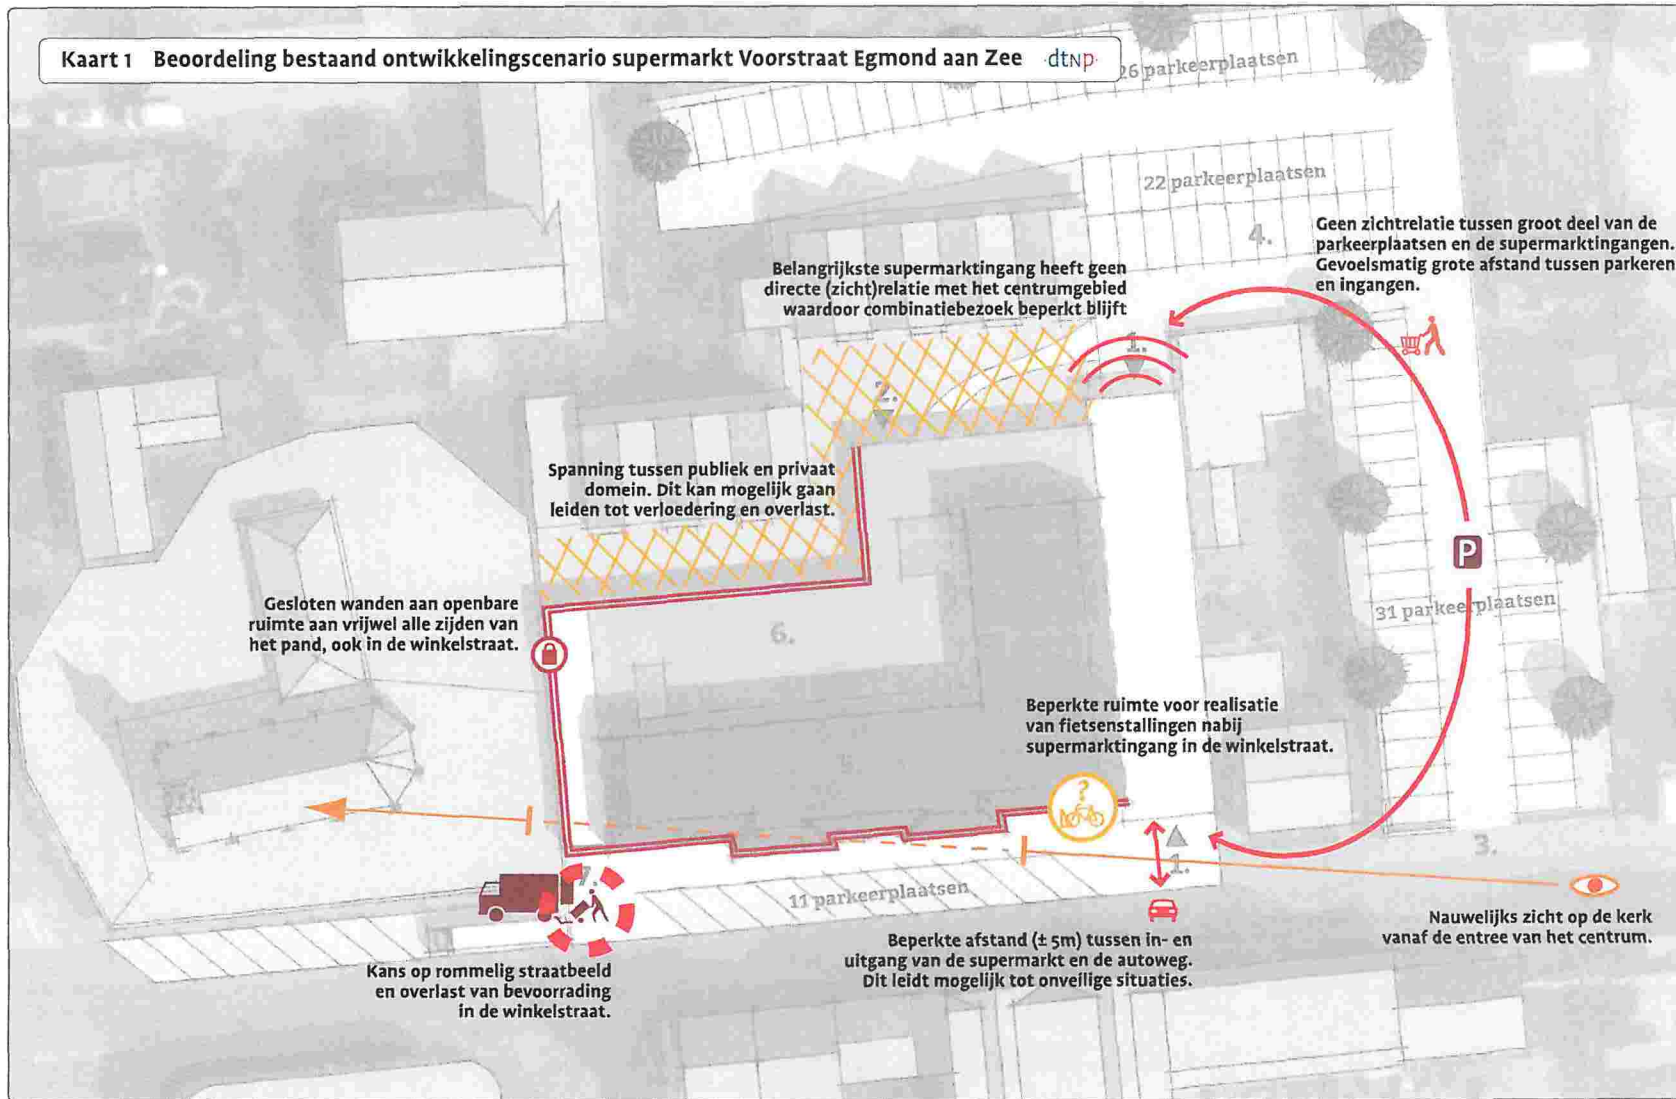 Kaart 1 Beoordeling bestaand ontwikkelingscenario supermarkt Voorstraat Egmond aan Zee ·dtnp·
26 parkeerplaatsen
22 parkeerplaatsen
4.
Geen zichtrelatie tussen groot deel van de
parkeerplaatsen en de supermarktingangen.
Gevoelsmatig grote afstand tussen parkeren
en ingangen.
Belangrijkste supermarktingang heeft geen
directe (zicht)relatie met het centrumgebied
waardoor combinatiebezoek beperkt blijft
1.
2.
Spanning tussen publiek en privaat
domein. Dit kan mogelijk gaan
leiden tot verloedering en overlast.
P
31 parkeerplaatsen
Gesloten wanden aan openbare
ruimte aan vrijwel alle zijden van
het pand, ook in de winkelstraat.
6.
Beperkte ruimte voor realisatie
van fietsenstallingen nabij
supermarktingang in de winkelstraat.
5.
?
3.
1.
7.
11 parkeerplaatsen
Nauwelijks zicht op de kerk
vanaf de entree van het centrum.
Beperkte afstand (± 5m) tussen in- en
uitgang van de supermarkt en de autoweg.
Dit leidt mogelijk tot onveilige situaties.
Kans op rommelig straatbeeld
en overlast van bevoorrading
in de winkelstraat.